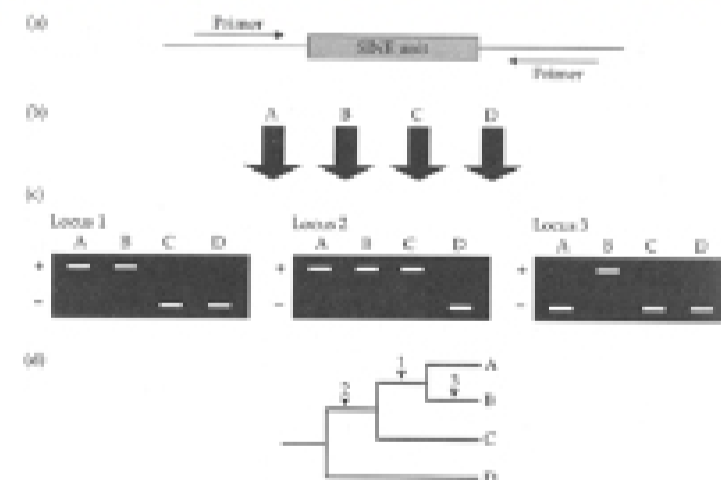 (a)
Primer
SINE unit
Primer
(b)
A B C D
(c)
Locus 1
A B C D
+
−
Locus 2
A B C D
+
−
Locus 3
A B C D
+
−
(d)
1
A
2
3
B
C
D